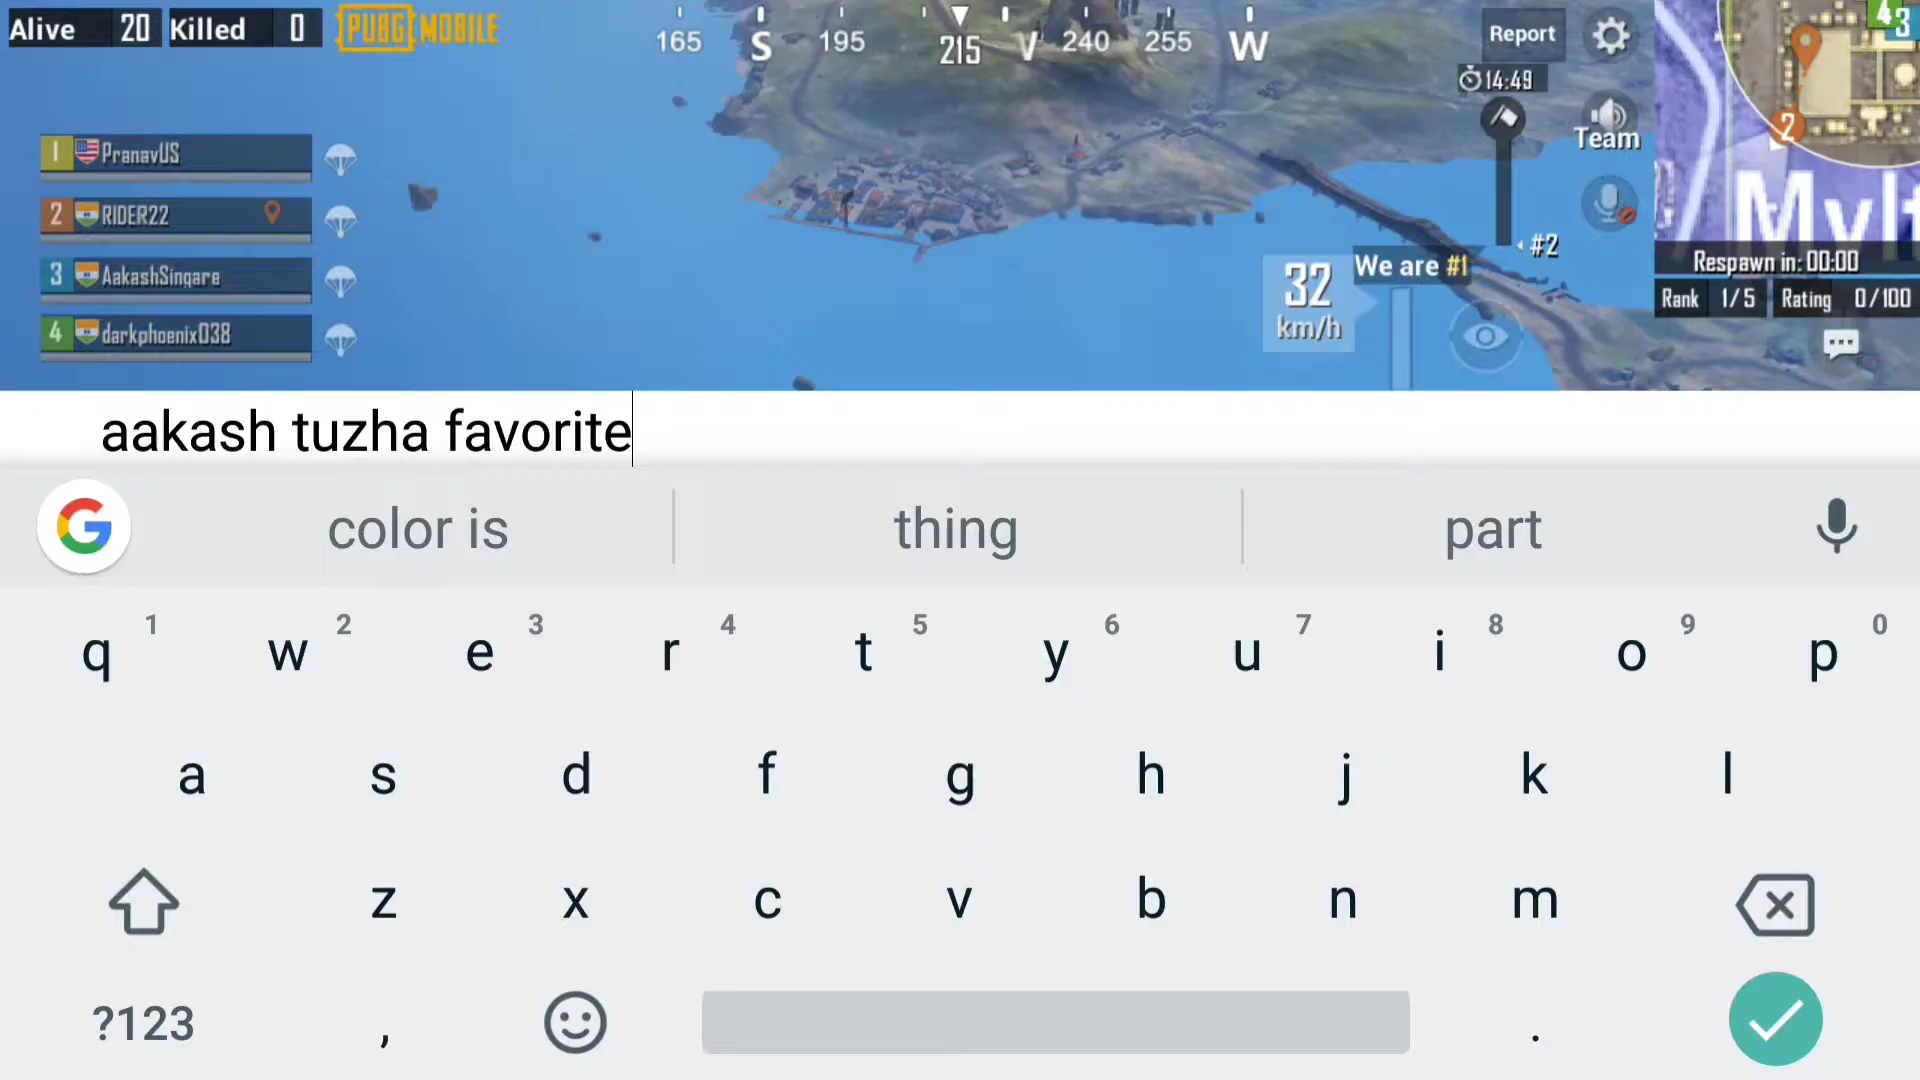 Alive 20 Killed 0 PUBG MOBILE
165 S 195 215 V 240 255 W
Report
14:49
Team
43
2
1 PranavUS
2 RIDER22
3 AakashSingare
4 darkphoenix038
#2
We are #1
32
km/h
Respawn in: 00:00
Rank 1/5 Rating 0/100
aakash tuzha favorite
G color is thing part
q 1 w 2 e 3 r 4 t 5 y 6 u 7 i 8 o 9 p 0
a s d f g h j k l
z x c v b n m
?123 , .